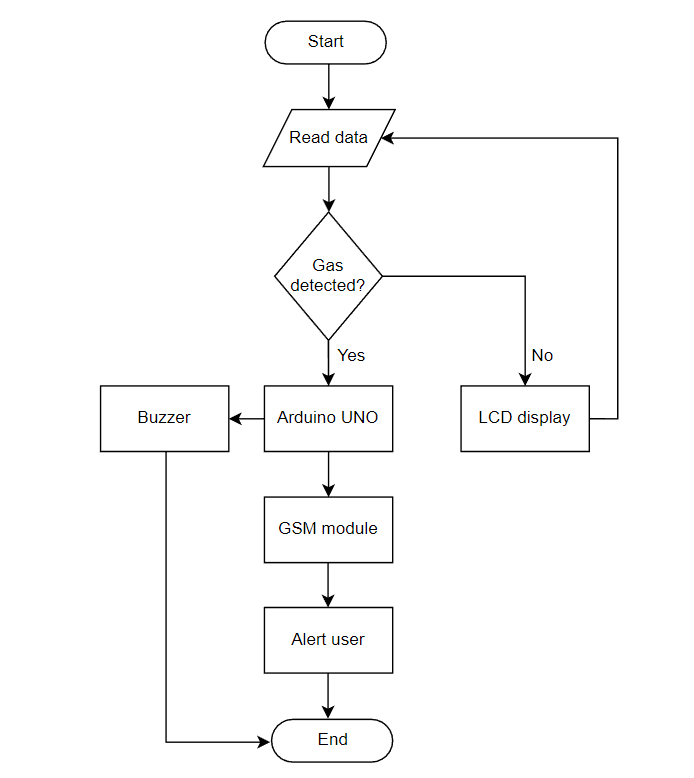 Start
Read data
Gas
detected?
Yes
No
Buzzer
Arduino UNO
LCD display
GSM module
Alert user
End